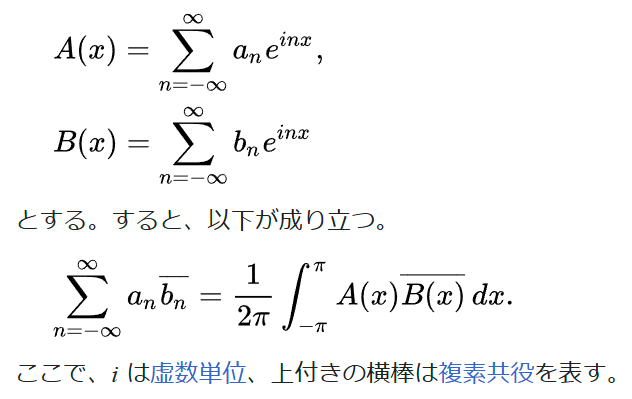 $A(x) = \sum_{n=-\infty}^{\infty} a_n e^{inx},$
$B(x) = \sum_{n=-\infty}^{\infty} b_n e^{inx}$
とする。すると、以下が成り立つ。
$\sum_{n=-\infty}^{\infty} a_n \overline{b_n} = \frac{1}{2\pi} \int_{-\pi}^{\pi} A(x) \overline{B(x)} \, dx.$
ここで、i は虚数単位、上付きの横棒は複素共役を表す。